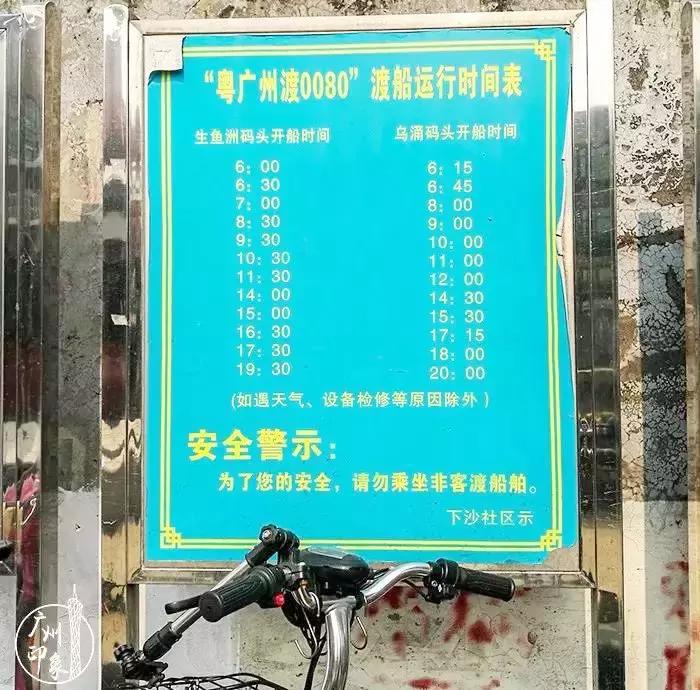 “粤广州渡0080”渡船运行时间表
生鱼洲码头开船时间 乌涌码头开船时间
6：00 6：15
6：30 6：45
7：00 8：00
8：30 9：00
9：30 10：00
10：30 11：00
11：30 12：00
14：00 14：30
15：00 15：30
16：30 17：15
17：30 18：00
19：30 20：00
(如遇天气、设备检修等原因除外)
安全警示：
为了您的安全，请勿乘坐非客渡船舶。
下沙社区示
广州
印象